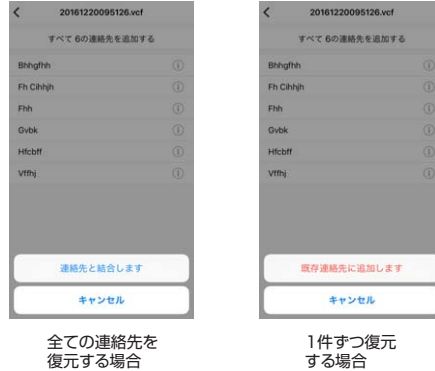 20161220095126.vcf
すべて 6の連絡先を追加する
Bhhgfhh
Fh Cihhjh
Fhh
Gvbk
Hfcbff
Vffhj
連絡先と結合します
キャンセル
全ての連絡先を
復元する場合
20161220095126.vcf
すべて 6の連絡先を追加する
Bhhgfhh
Fh Cihhjh
Fhh
Gvbk
Hfcbff
Vffhj
既存連絡先に追加します
キャンセル
1件ずつ復元
する場合